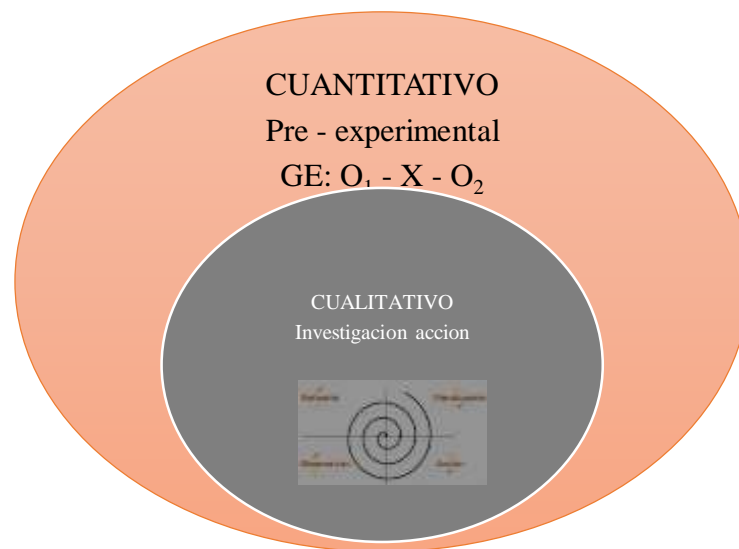 CUANTITATIVO
Pre - experimental
GE: O₁ - X - O₂
CUALITATIVO
Investigacion accion